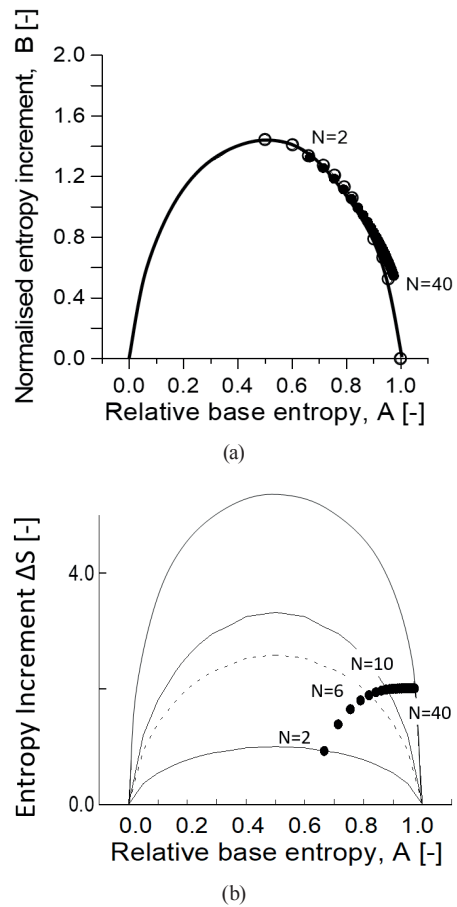 Normalised entropy increment, B [-]
2.0
1.6
1.2
0.8
0.4
0.0
N=2
N=40
0.0 0.2 0.4 0.6 0.8 1.0
Relative base entropy, A [-]
(a)
Entropy Increment ΔS [-]
4.0
0.0
N=10
N=6
N=40
N=2
0.0 0.2 0.4 0.6 0.8 1.0
Relative base entropy, A [-]
(b)